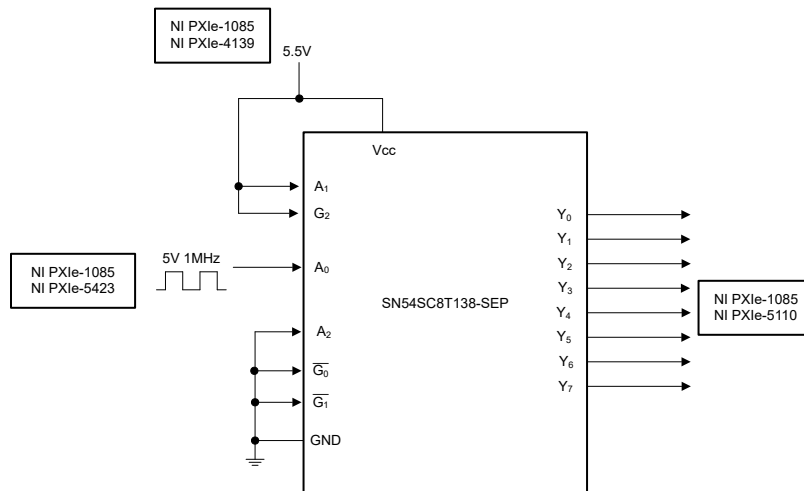 NI PXIe-1085
NI PXIe-4139
5.5V
Vcc
A₁
G₂
5V 1MHz
NI PXIe-1085
NI PXIe-5423
A₀
A₂
G̅₀̅
G̅₁̅
GND
SN54SC8T138-SEP
Y₀
Y₁
Y₂
Y₃
Y₄
Y₅
Y₆
Y₇
NI PXIe-1085
NI PXIe-5110